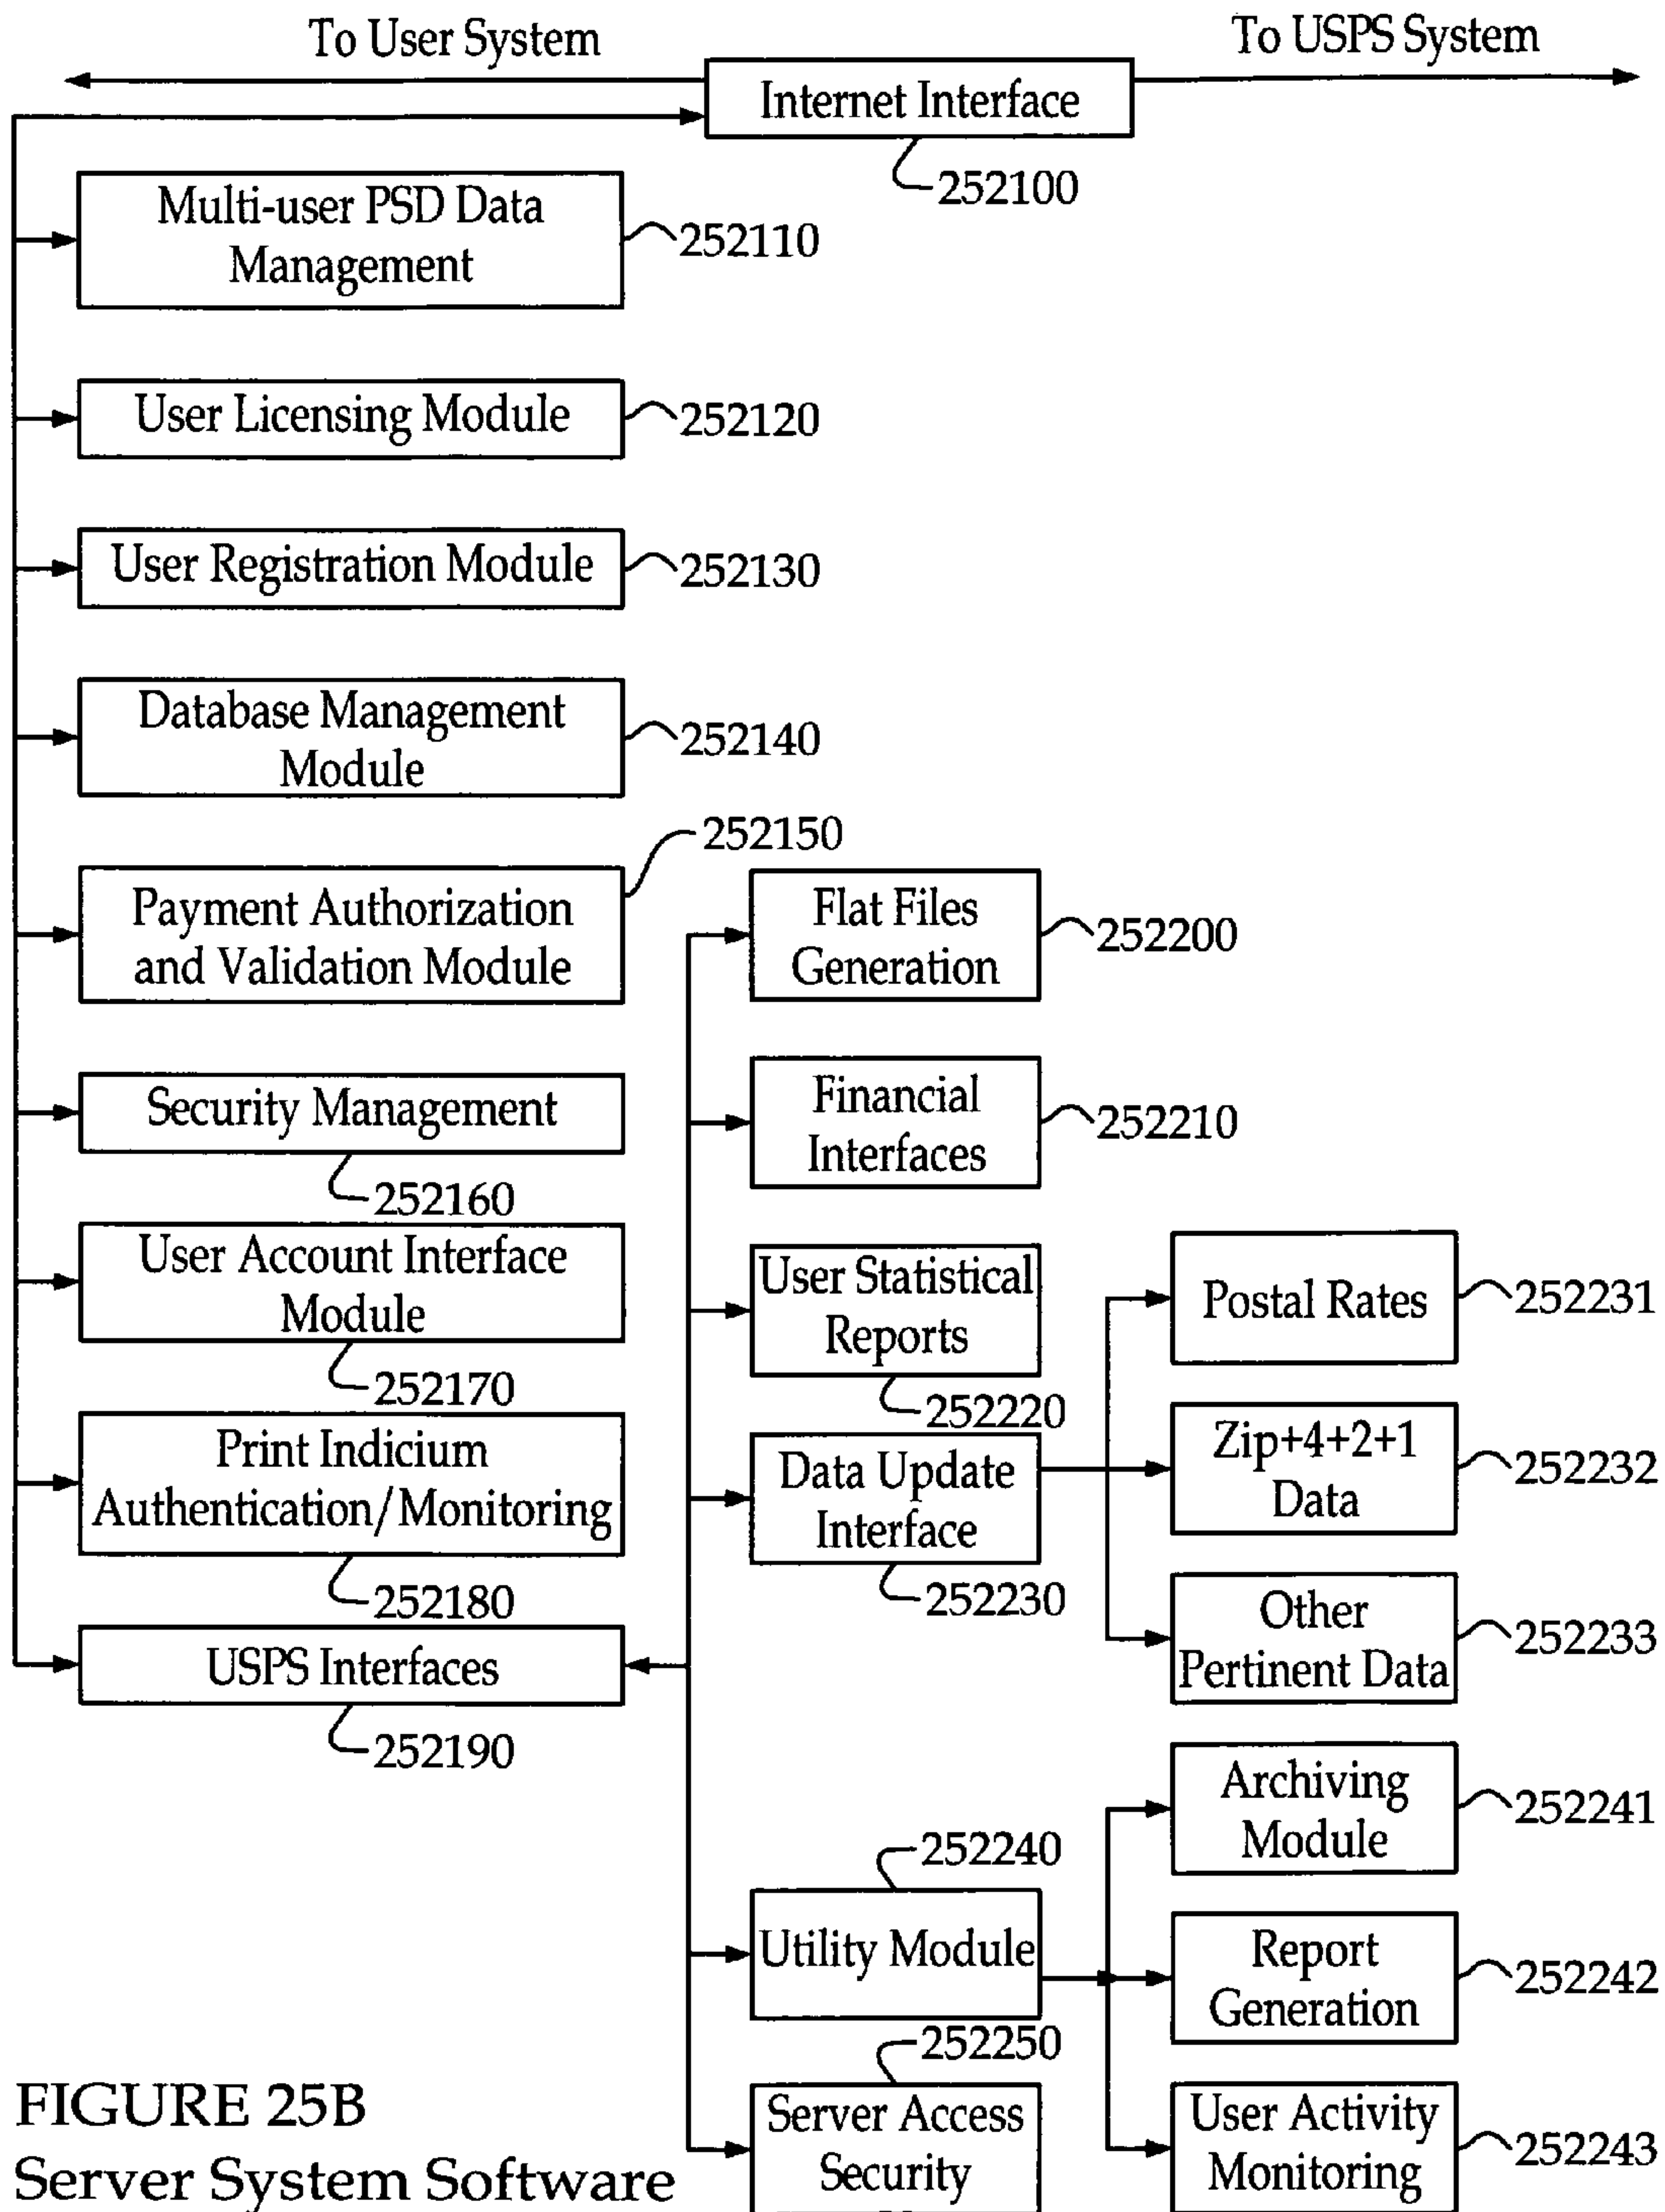 To User System
To USPS System
Internet Interface
252100
Multi-user PSD Data
Management
252110
User Licensing Module
252120
User Registration Module
252130
Database Management
Module
252140
Payment Authorization
and Validation Module
252150
Security Management
252160
User Account Interface
Module
252170
Print Indicium
Authentication/Monitoring
252180
USPS Interfaces
252190
Flat Files
Generation
252200
Financial
Interfaces
252210
User Statistical
Reports
252220
Data Update
Interface
252230
Postal Rates
252231
Zip+4+2+1
Data
252232
Other
Pertinent Data
252233
252240
Utility Module
Archiving
Module
252241
Report
Generation
252242
User Activity
Monitoring
252243
252250
Server Access
Security
FIGURE 25B
Server System Software